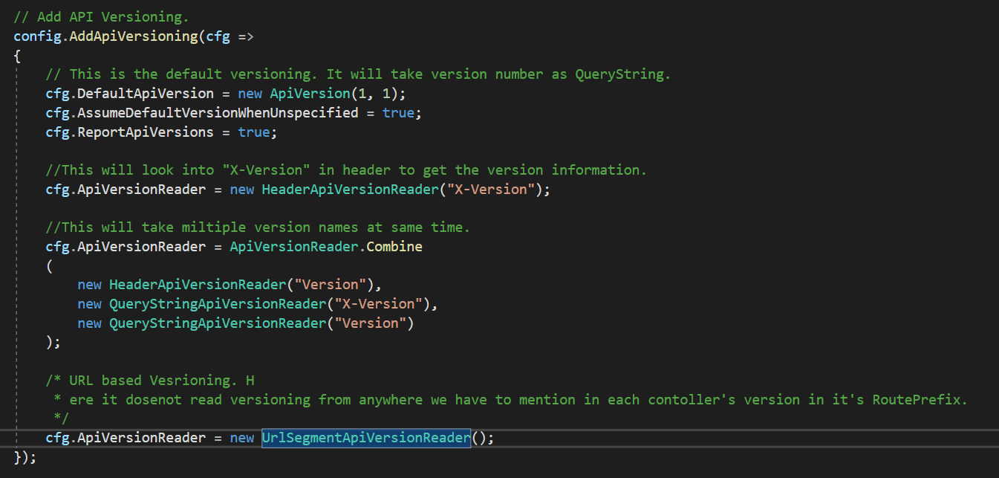 // Add API Versioning.
config.AddApiVersioning(cfg =>
{
// This is the default versioning. It will take version number as QueryString.
cfg.DefaultApiVersion = new ApiVersion(1, 1);
cfg.AssumeDefaultVersionWhenUnspecified = true;
cfg.ReportApiVersions = true;
//This will look into "X-Version" in header to get the version information.
cfg.ApiVersionReader = new HeaderApiVersionReader("X-Version");
//This will take miltiple version names at same time.
cfg.ApiVersionReader = ApiVersionReader.Combine
(
new HeaderApiVersionReader("Version"),
new QueryStringApiVersionReader("X-Version"),
new QueryStringApiVersionReader("Version")
);
/* URL based Vesrioning. H
* ere it dosenot read versioning from anywhere we have to mention in each contoller's version in it's RoutePrefix.
*/
cfg.ApiVersionReader = new UrlSegmentApiVersionReader();
});